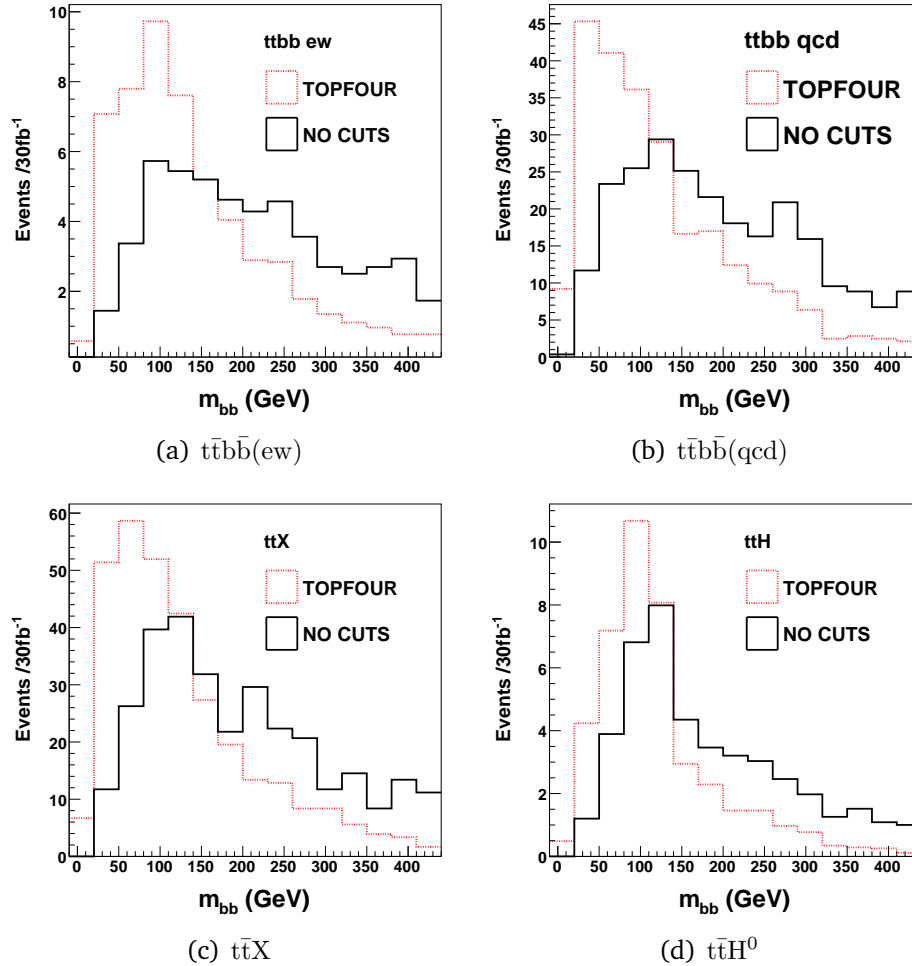 ttbb ew
TOPFOUR
NO CUTS
Events /30fb⁻¹
10
8
6
4
2
0 50 100 150 200 250 300 350 400
m_bb (GeV)
(a) tt̄bb̄(ew)
ttbb qcd
TOPFOUR
NO CUTS
Events /30fb⁻¹
45
40
35
30
25
20
15
10
5
0
0 50 100 150 200 250 300 350 400
m_bb (GeV)
(b) tt̄bb̄(qcd)
ttX
TOPFOUR
NO CUTS
Events /30fb⁻¹
60
50
40
30
20
10
0
0 50 100 150 200 250 300 350 400
m_bb (GeV)
(c) tt̄X
ttH
TOPFOUR
NO CUTS
Events /30fb⁻¹
10
8
6
4
2
0
0 50 100 150 200 250 300 350 400
m_bb (GeV)
(d) tt̄H⁰